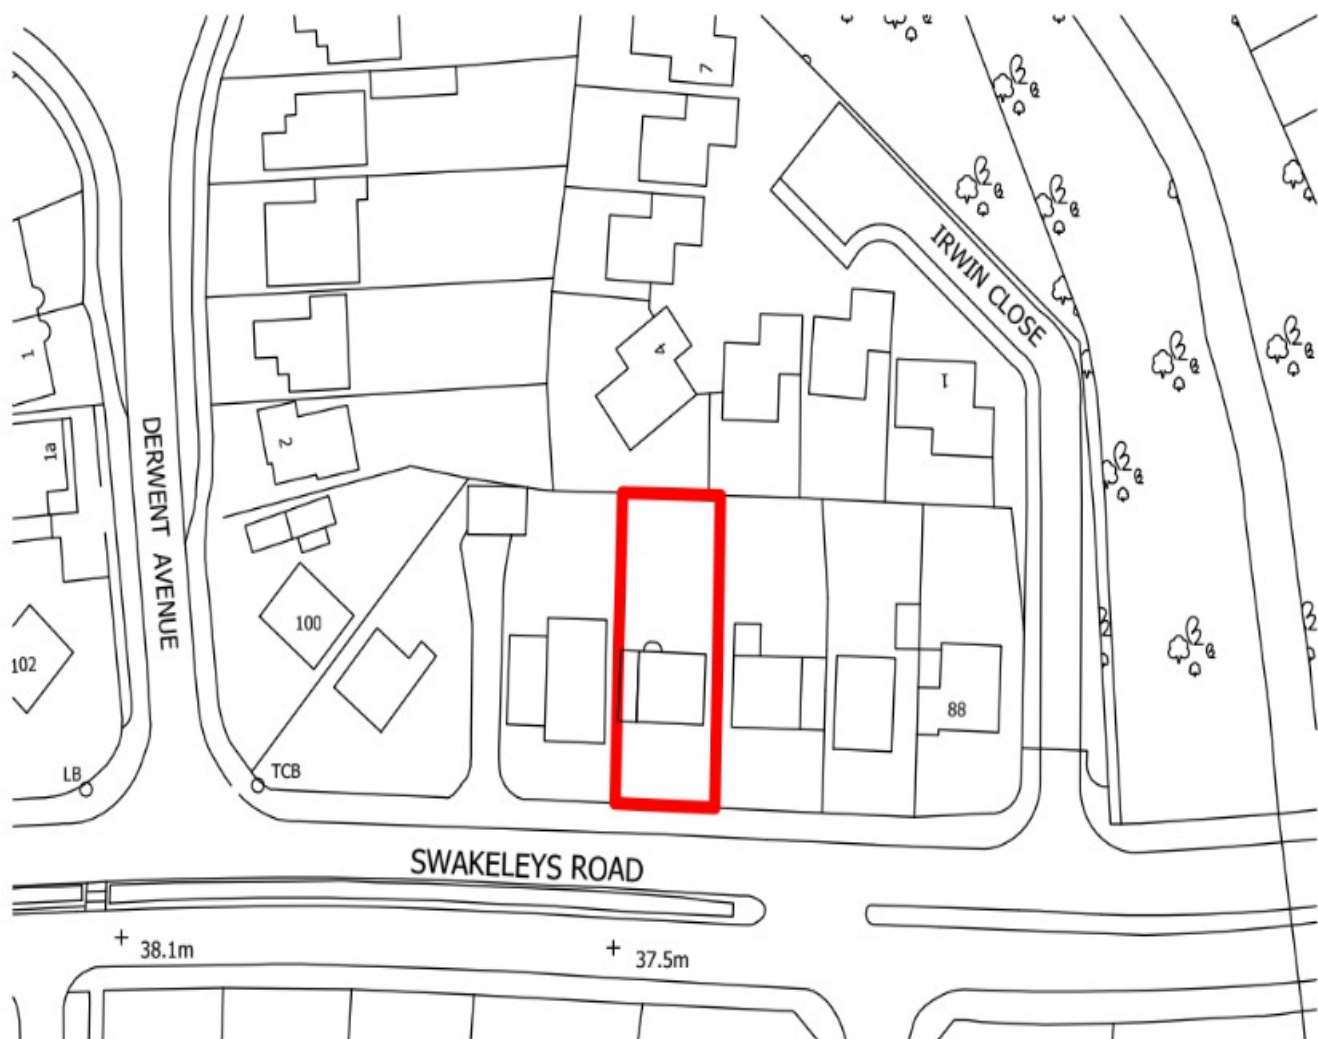 7
IRWIN CLOSE
4
1
1
1a
2
DERWENT AVENUE
100
102
88
LB
TCB
SWAKELEYS ROAD
38.1m
37.5m